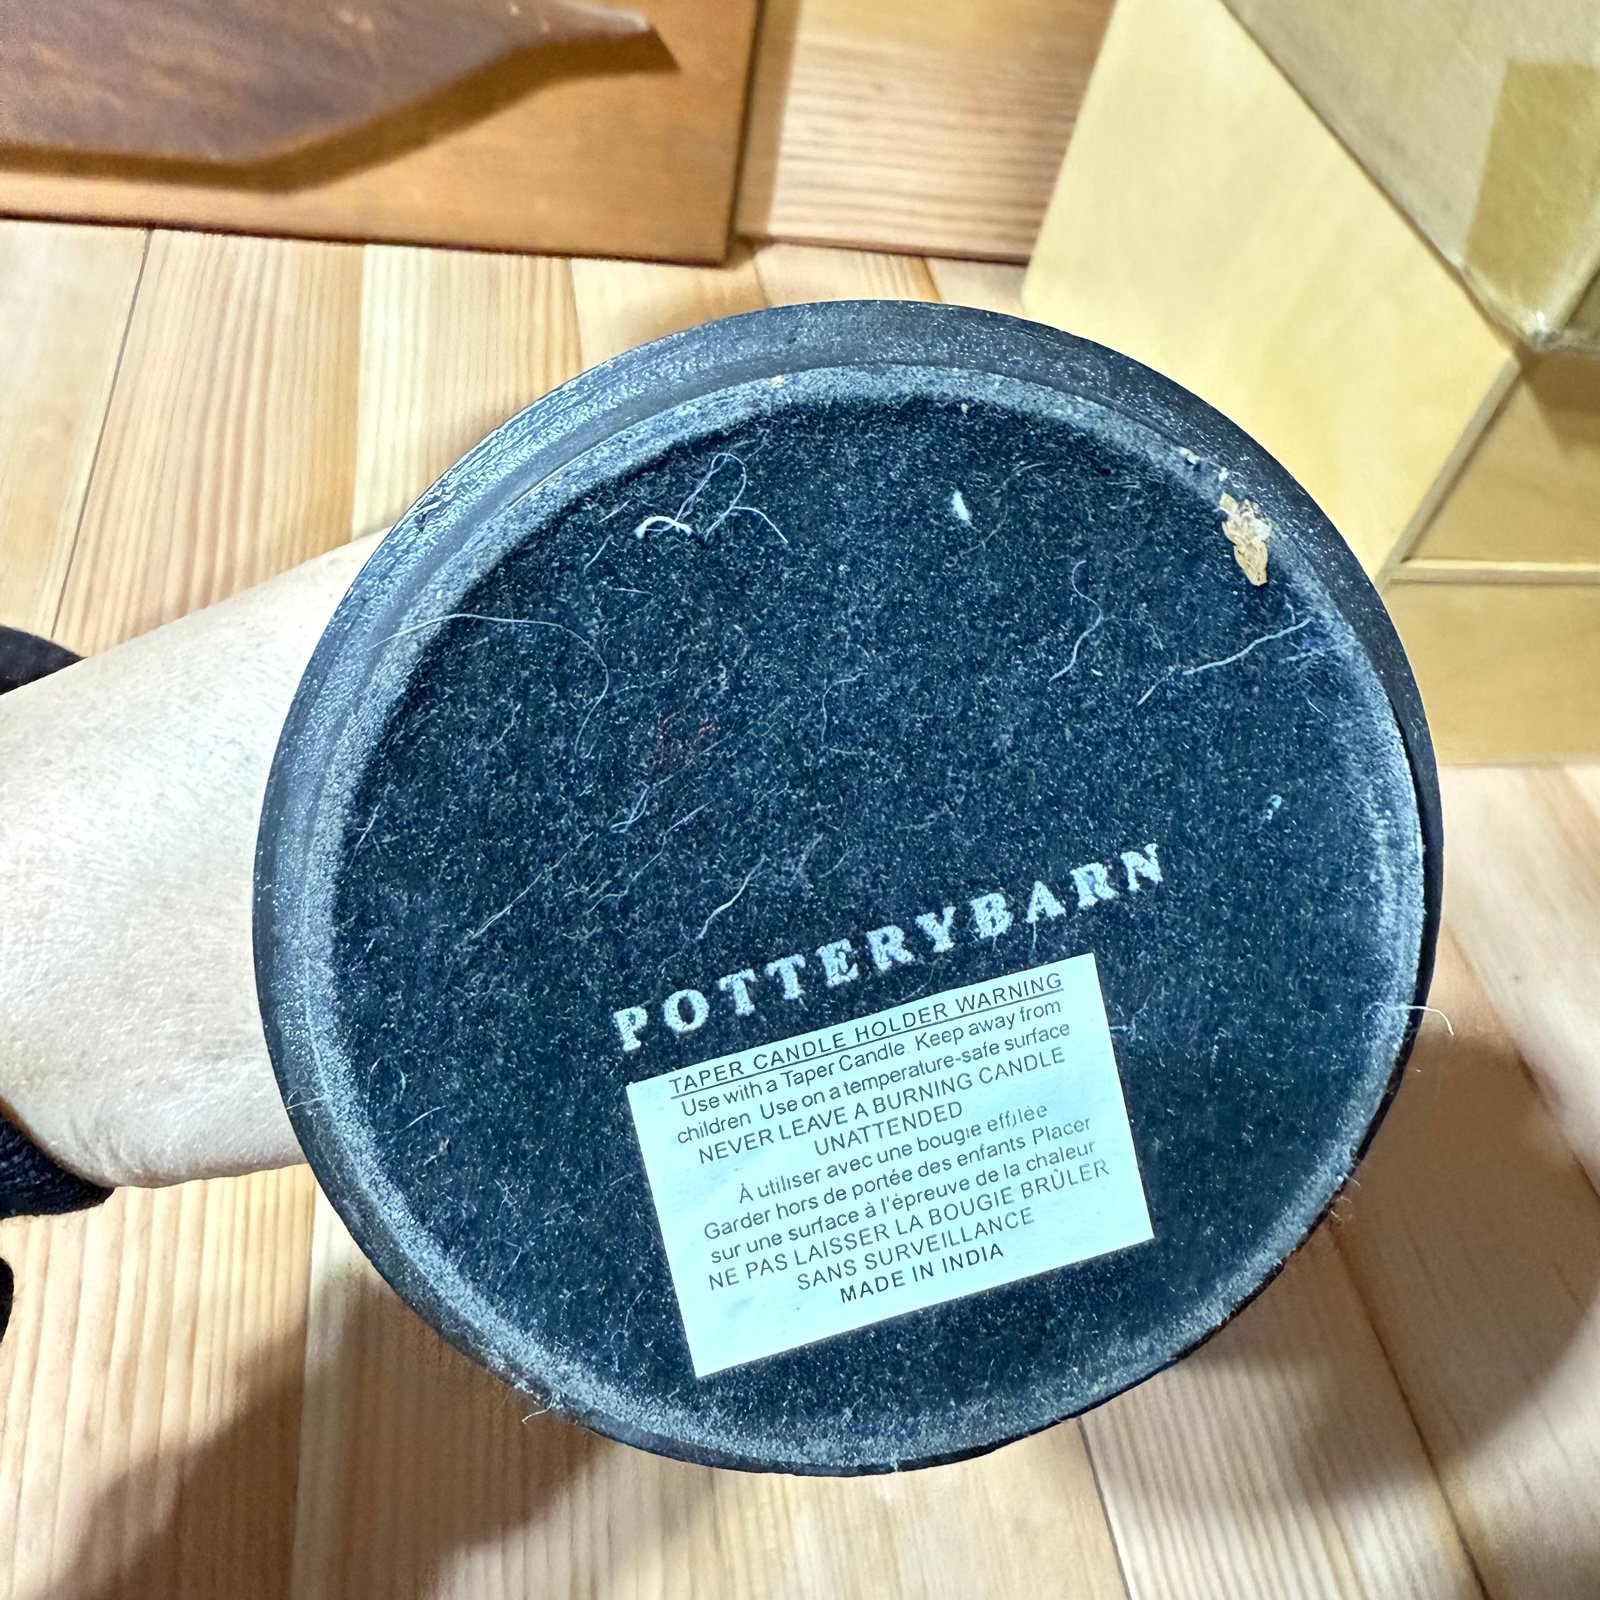 POTTERYBARN
TAPER CANDLE HOLDER WARNING
Use with a Taper Candle. Keep away from
children Use on a temperature-safe surface
NEVER LEAVE A BURNING CANDLE
UNATTENDED
À utiliser avec une bougie effilée
Garder hors de portée des enfants Placer
sur une surface à l'épreuve de la chaleur
NE PAS LAISSER LA BOUGIE BRÛLER
SANS SURVEILLANCE
MADE IN INDIA